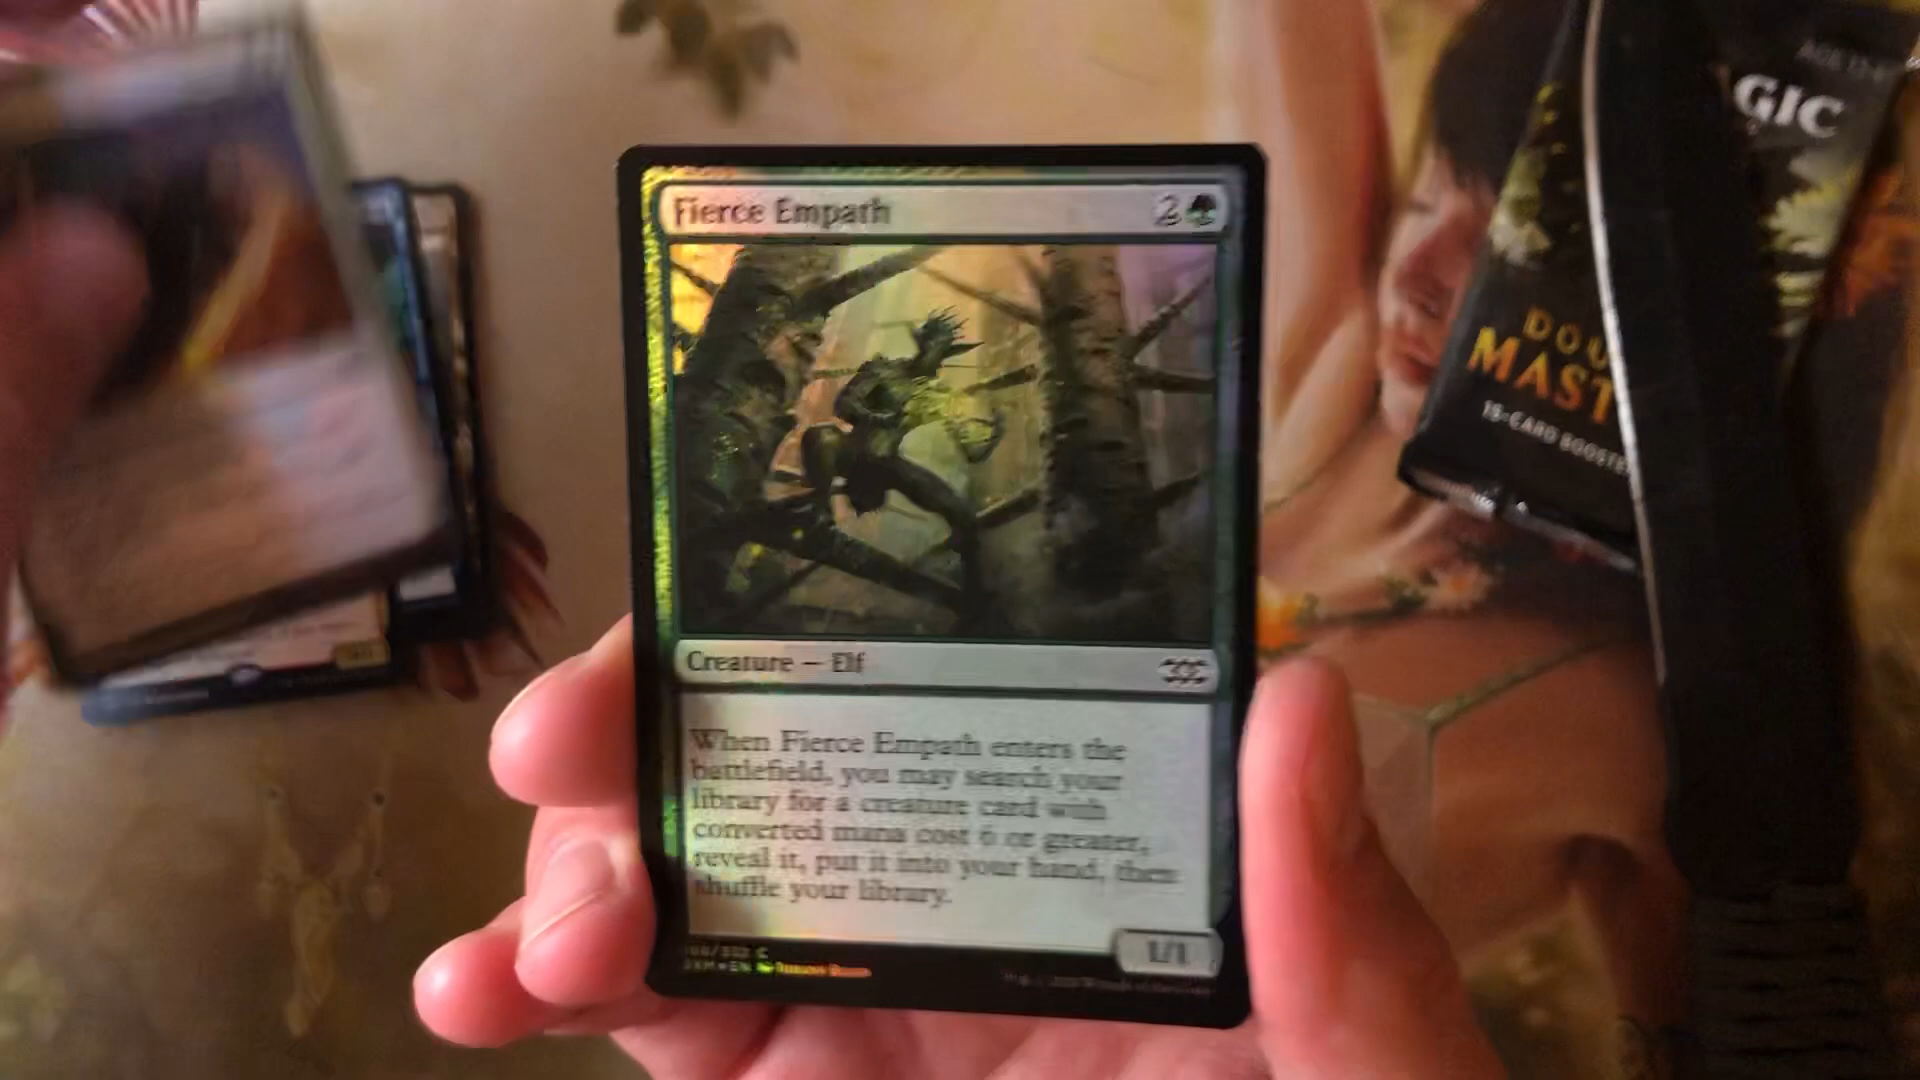 Fierce Empath 2
Creature — Elf
When Fierce Empath enters the
battlefield, you may search your
library for a creature card with
converted mana cost 6 or greater,
reveal it, put it into your hand, then
shuffle your library.
1/1
GIC
DOU
MAST
15-CARD BOOSTE